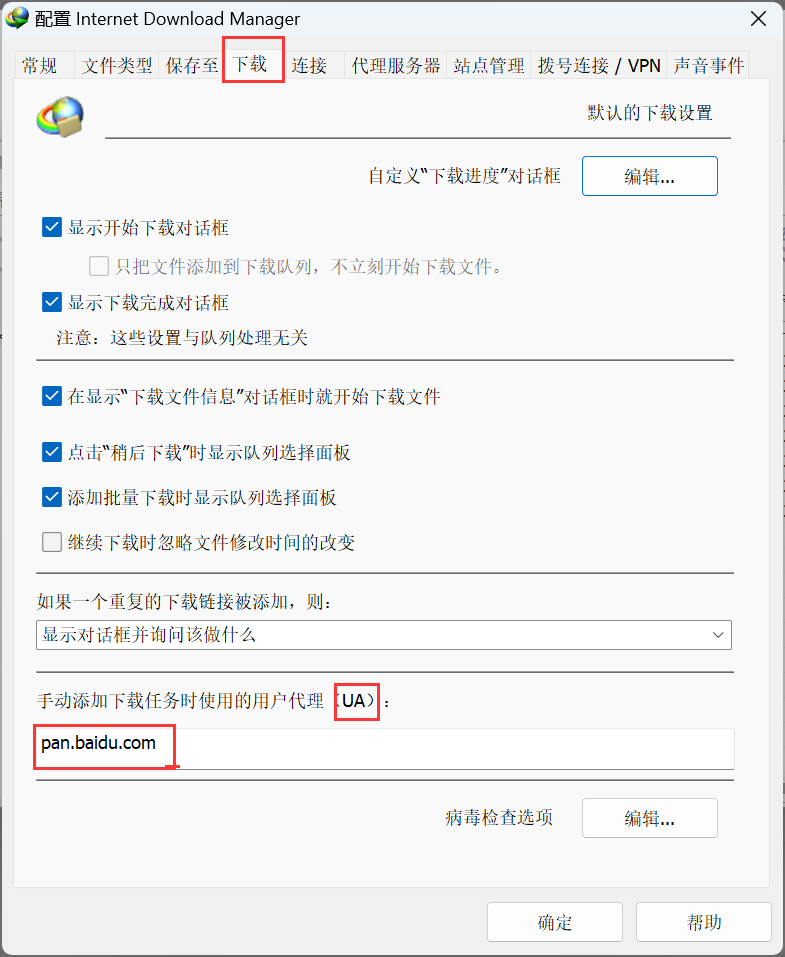 配置 Internet Download Manager
常规 文件类型 保存至 下载 连接 代理服务器 站点管理 拨号连接 / VPN 声音事件
默认的下载设置
自定义“下载进度”对话框 编辑...
显示开始下载对话框
只把文件添加到下载队列，不立刻开始下载文件。
显示下载完成对话框
注意：这些设置与队列处理无关
在显示“下载文件信息”对话框时就开始下载文件
点击“稍后下载”时显示队列选择面板
添加批量下载时显示队列选择面板
继续下载时忽略文件修改时间的改变
如果一个重复的下载链接被添加，则：
显示对话框并询问该做什么
手动添加下载任务时使用的用户代理（UA）：
pan.baidu.com
病毒检查选项 编辑...
确定 帮助